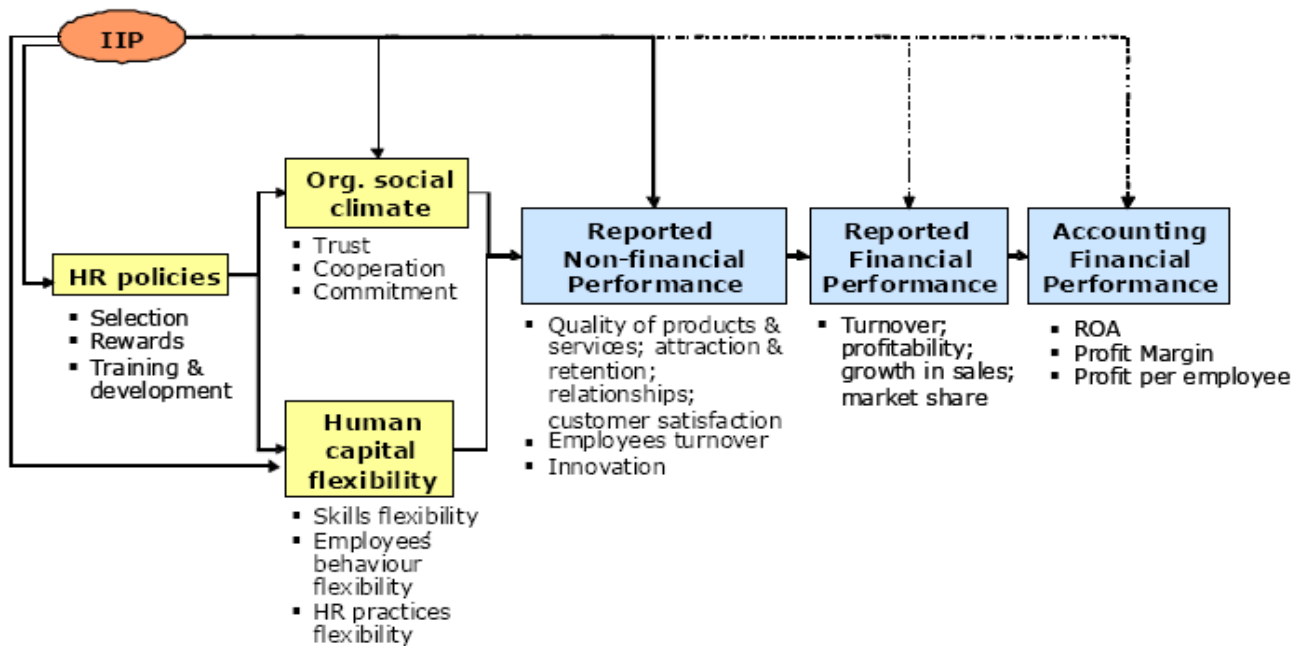 IIP
HR policies
▪ Selection
▪ Rewards
▪ Training &
development
Org. social
climate
▪ Trust
▪ Cooperation
▪ Commitment
Human
capital
flexibility
▪ Skills flexibility
▪ Employees'
behaviour
flexibility
▪ HR practices
flexibility
Reported
Non-financial
Performance
▪ Quality of products &
services; attraction &
retention;
relationships;
customer satisfaction
▪ Employees turnover
▪ Innovation
Reported
Financial
Performance
▪ Turnover;
profitability;
growth in sales;
market share
Accounting
Financial
Performance
▪ ROA
▪ Profit Margin
▪ Profit per employee